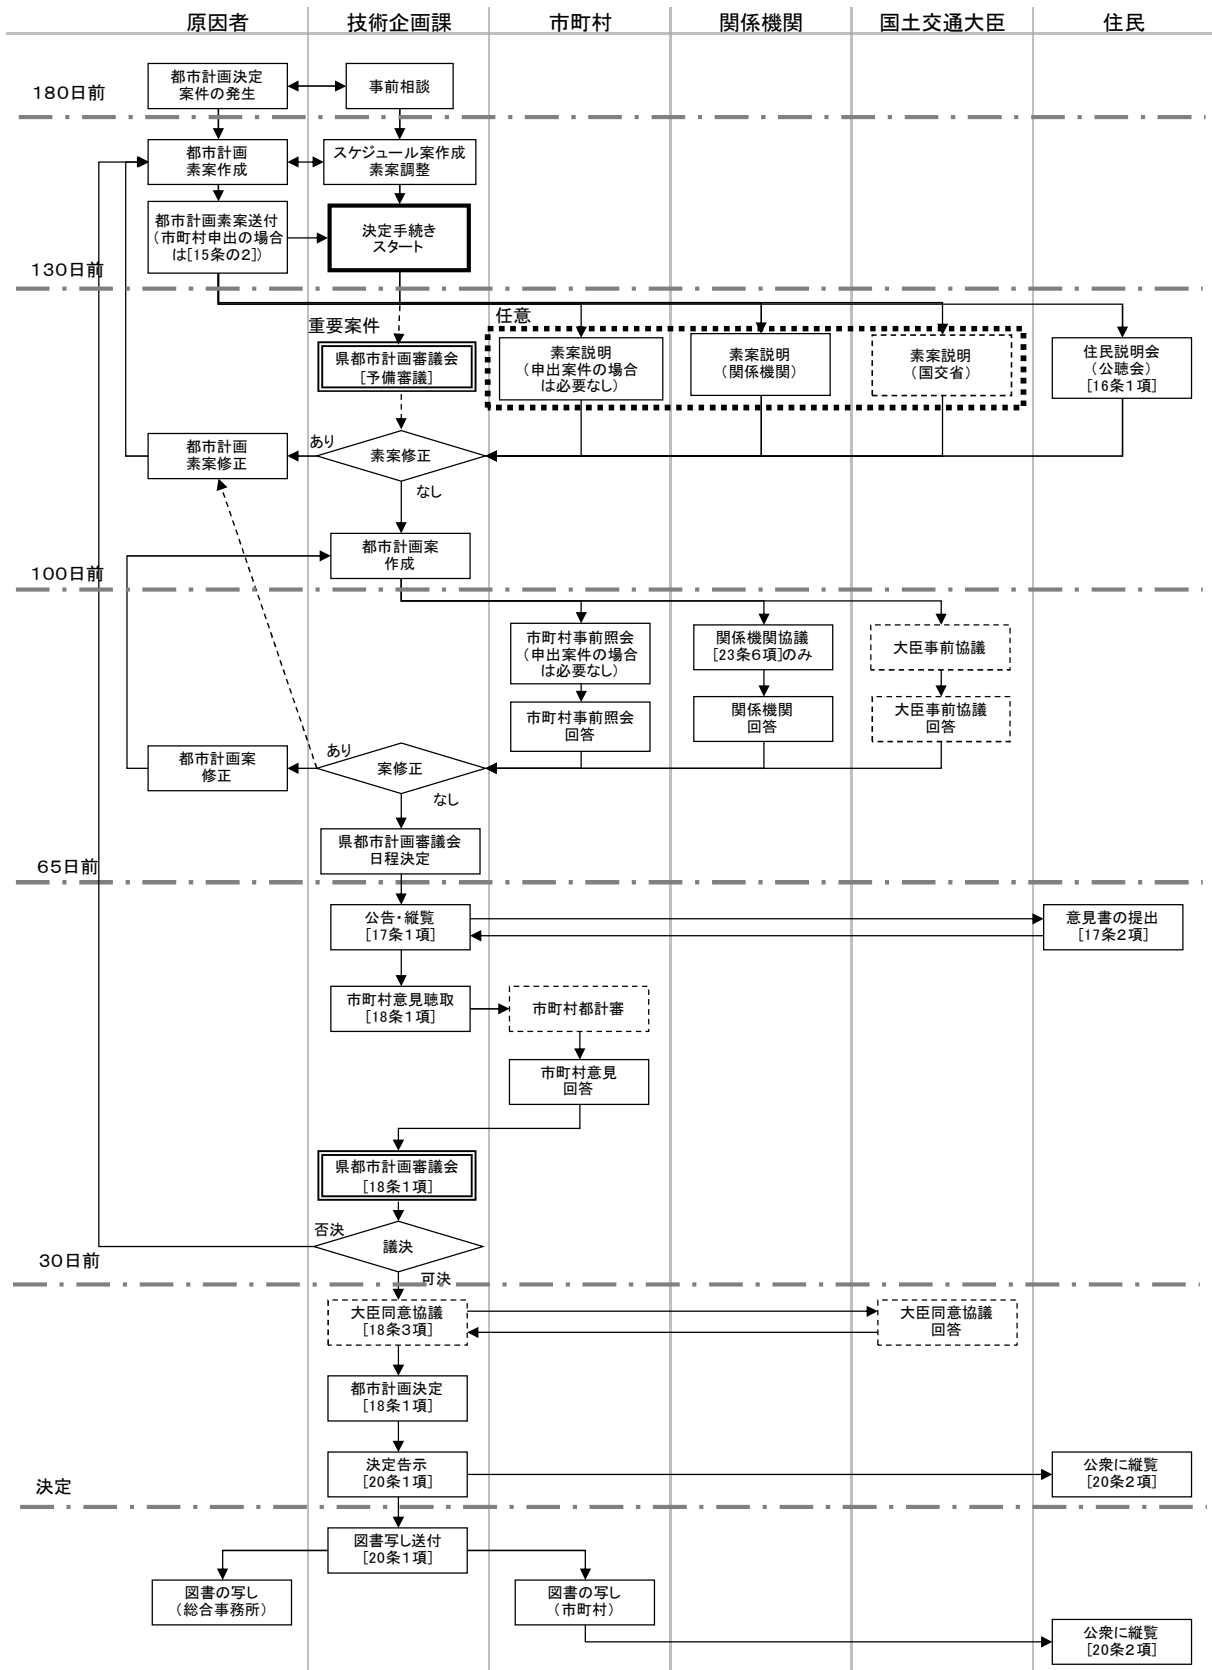 原因者
技術企画課
市町村
関係機関
国土交通大臣
住民
都市計画決定
案件の発生
事前相談
180日前
都市計画
素案作成
スケジュール案作成
素案調整
都市計画素案送付
（市町村申出の場合
は[15条の2]）
決定手続き
スタート
130日前
重要案件
任意
県都市計画審議会
[予備審議]
素案説明
（申出案件の場合
は必要なし）
素案説明
（関係機関）
素案説明
（国交省）
住民説明会
（公聴会）
[16条1項]
都市計画
素案修正
あり
素案修正
なし
都市計画案
作成
100日前
市町村事前照会
（申出案件の場合
は必要なし）
関係機関協議
[23条6項]のみ
大臣事前協議
市町村事前照会
回答
関係機関
回答
大臣事前協議
回答
都市計画案
修正
あり
案修正
なし
県都市計画審議会
日程決定
65日前
公告・縦覧
[17条1項]
意見書の提出
[17条2項]
市町村意見聴取
[18条1項]
市町村都計審
市町村意見
回答
県都市計画審議会
[18条1項]
否決
議決
30日前
可決
大臣同意協議
[18条3項]
大臣同意協議
回答
都市計画決定
[18条1項]
決定告示
[20条1項]
公衆に縦覧
[20条2項]
決定
図書写し送付
[20条1項]
図書の写し
（総合事務所）
図書の写し
（市町村）
公衆に縦覧
[20条2項]